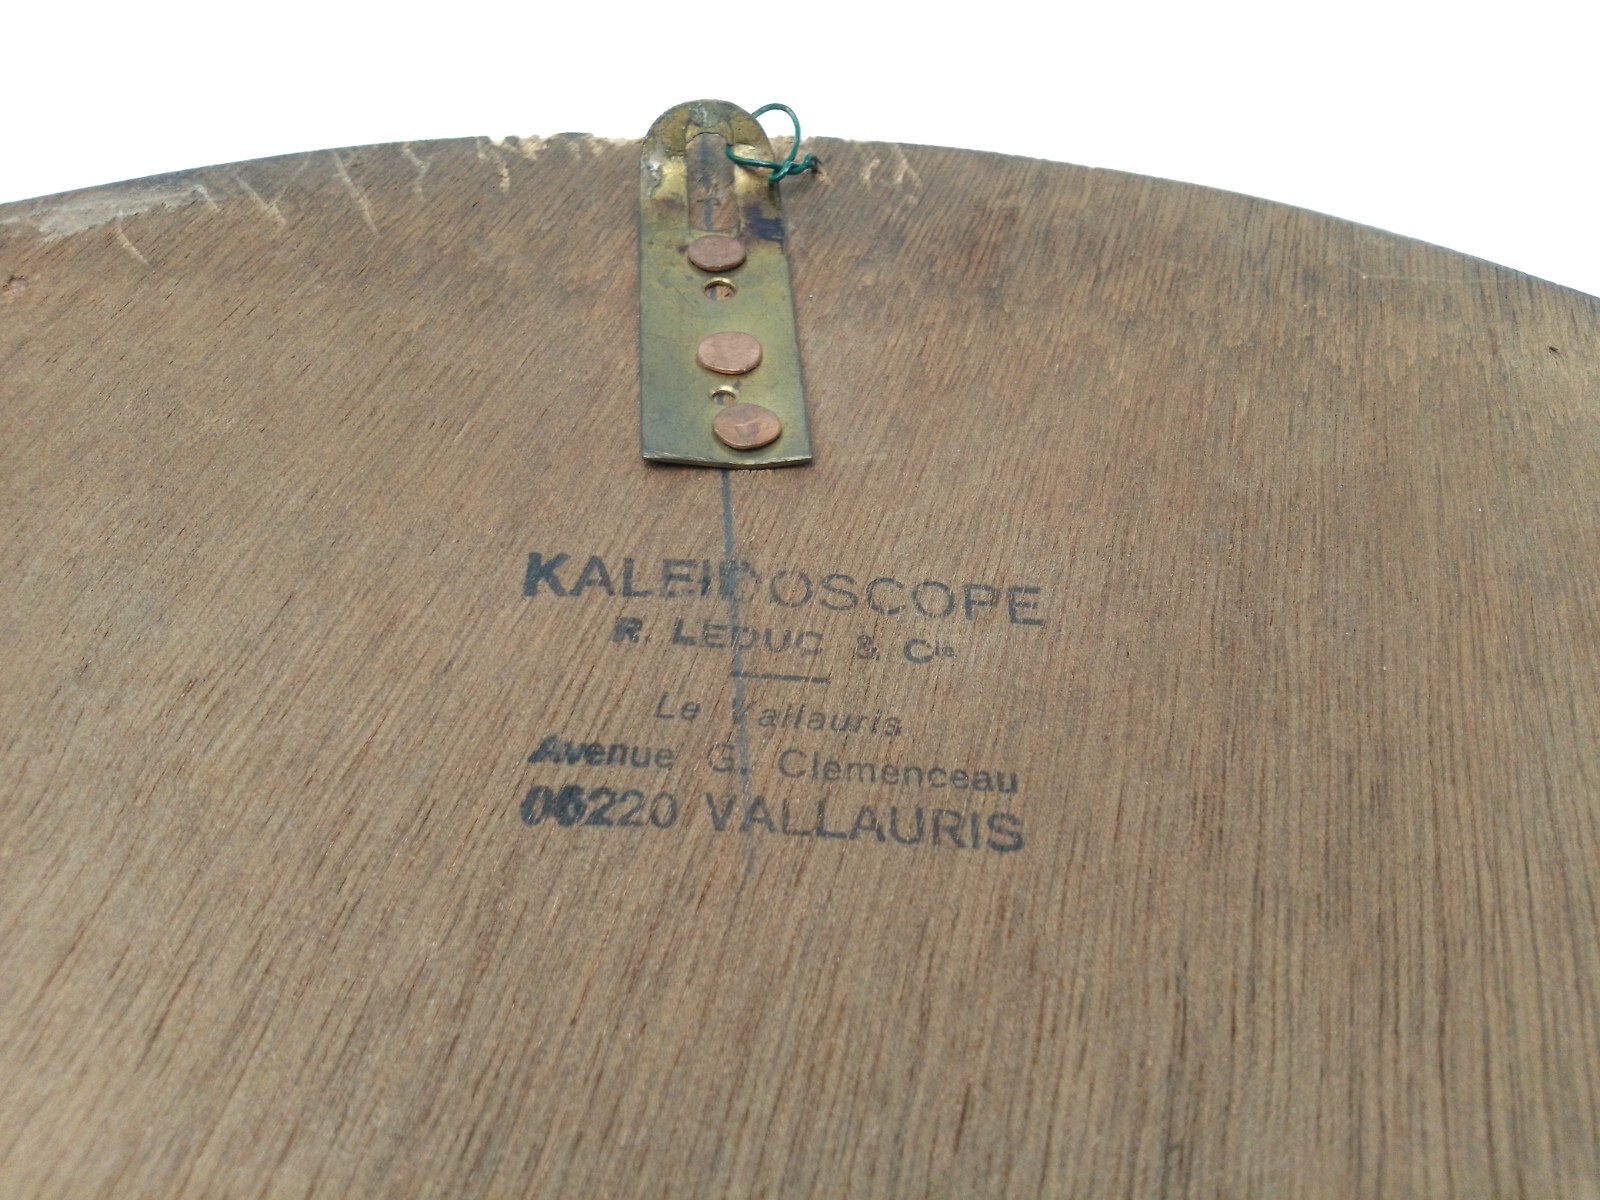 KALEIDOSCOPE
R. LEDUC & Cie
Le Vallauris
Avenue G. Clemenceau
06220 VALLAURIS